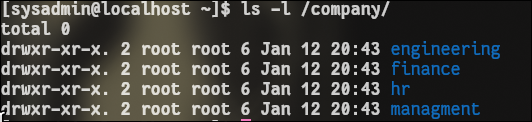 [sysadmin@localhost ~]$ ls -l /company/
total 0
drwxr-xr-x. 2 root root 6 Jan 12 20:43 engineering
drwxr-xr-x. 2 root root 6 Jan 12 20:43 finance
drwxr-xr-x. 2 root root 6 Jan 12 20:43 hr
drwxr-xr-x. 2 root root 6 Jan 12 20:43 managment